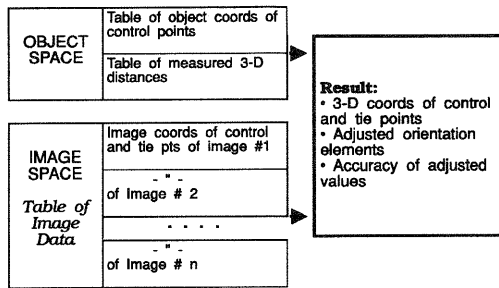 OBJECT
SPACE
Table of object coords of
control points
Table of measured 3-D
distances
IMAGE
SPACE
Table of
Image
Data
Image coords of control
and tie pts of image #1
- " -
of Image # 2
. . . .
- " -
of Image # n
Result:
• 3-D coords of control
and tie points
• Adjusted orientation
elements
• Accuracy of adjusted
values